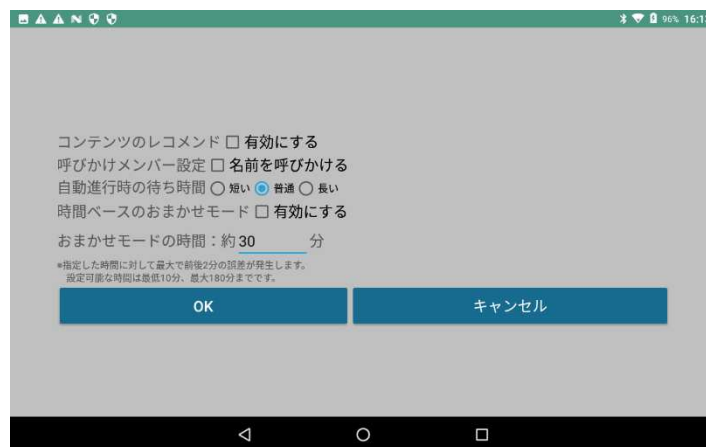 96% 16:1
コンテンツのレコメンド 有効にする
呼びかけメンバー設定 名前を呼びかける
自動進行時の待ち時間 短い 普通 長い
時間ベースのおまかせモード 有効にする
おまかせモードの時間：約 30 分
*指定した時間に対して最大で前後2分の誤差が発生します。
設定可能な時間は最低10分、最大180分までです。
OK キャンセル